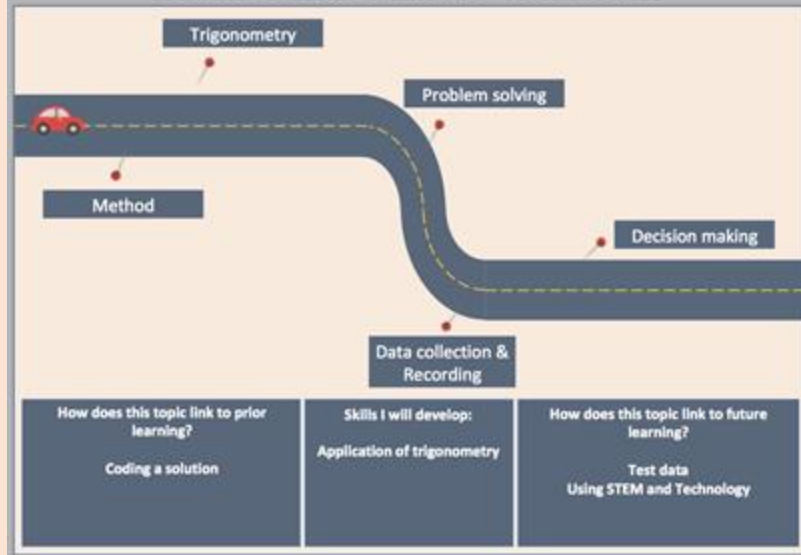 Trigonometry
Problem solving
Method
Decision making
Data collection &
Recording
How does this topic link to prior
learning?
Coding a solution
Skills I will develop:
Application of trigonometry
How does this topic link to future
learning?
Test data
Using STEM and Technology